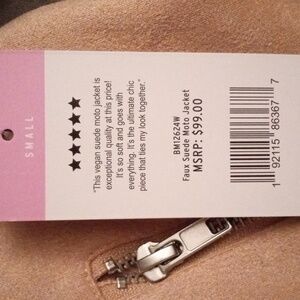 SMALL
★★★★★
"This vegan suede moto jacket is
exceptional quality at this price!
It's so soft and goes with
everything. It's the ultimate chic
piece that ties my look together."
BM12624W
Faux Suede Moto Jacket
MSRP: $99.00
1 92115 86367 7